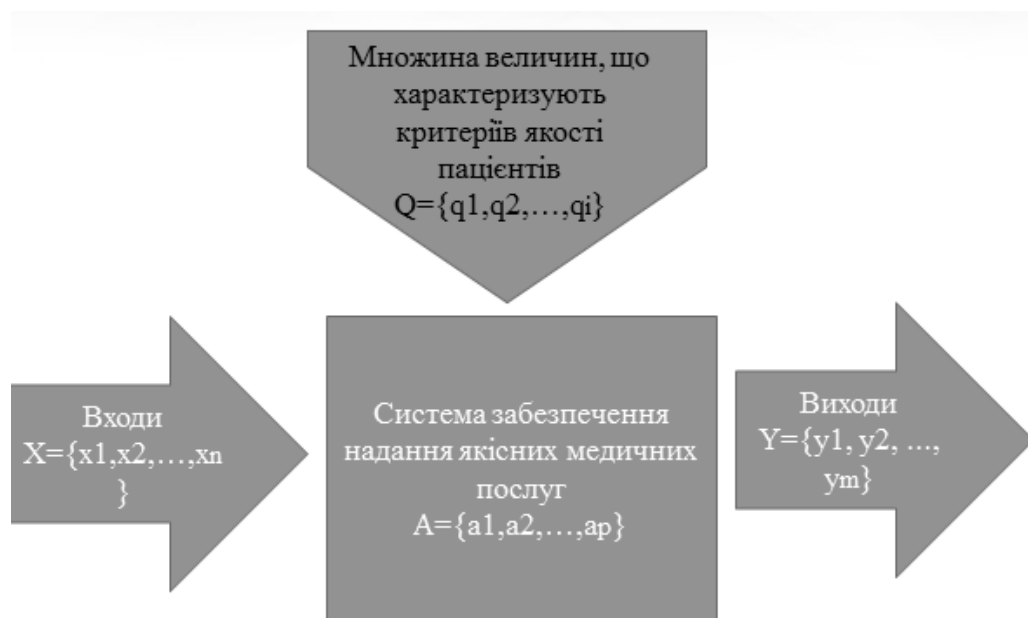 Множина величин, що
характеризують
критеріїв якості
пацієнтів
Q={q1,q2,…,qi}
Входи
X={x1,x2,…,xn
}
Система забезпечення
надання якісних медичних
послуг
A={a1,a2,…,ap}
Виходи
Y={y1, y2, ...,
ym}